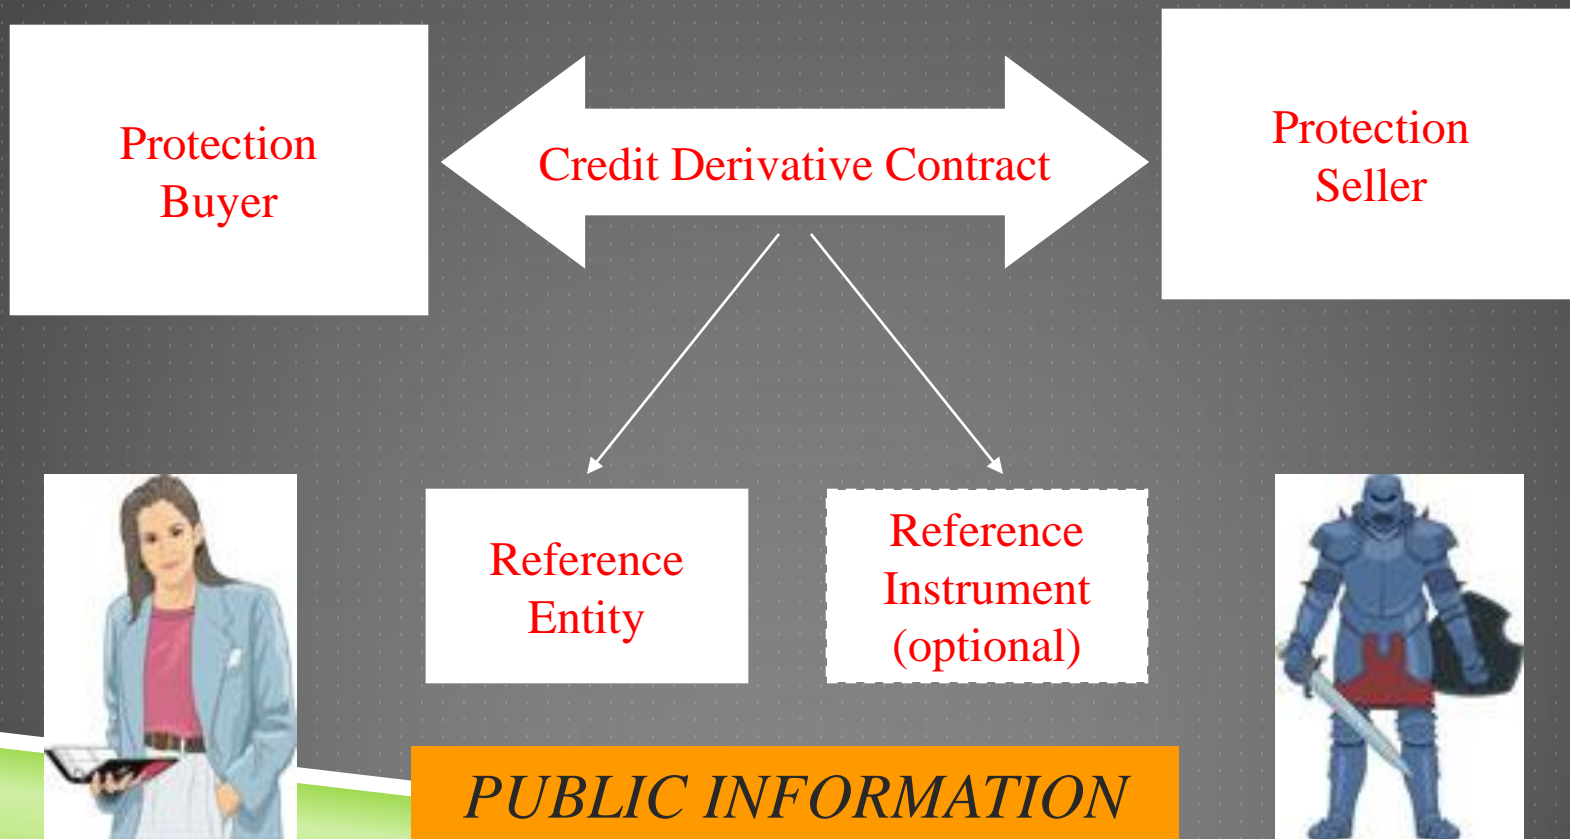 Protection
Buyer
Credit Derivative Contract
Protection
Seller
Reference
Entity
Reference
Instrument
(optional)
PUBLIC INFORMATION